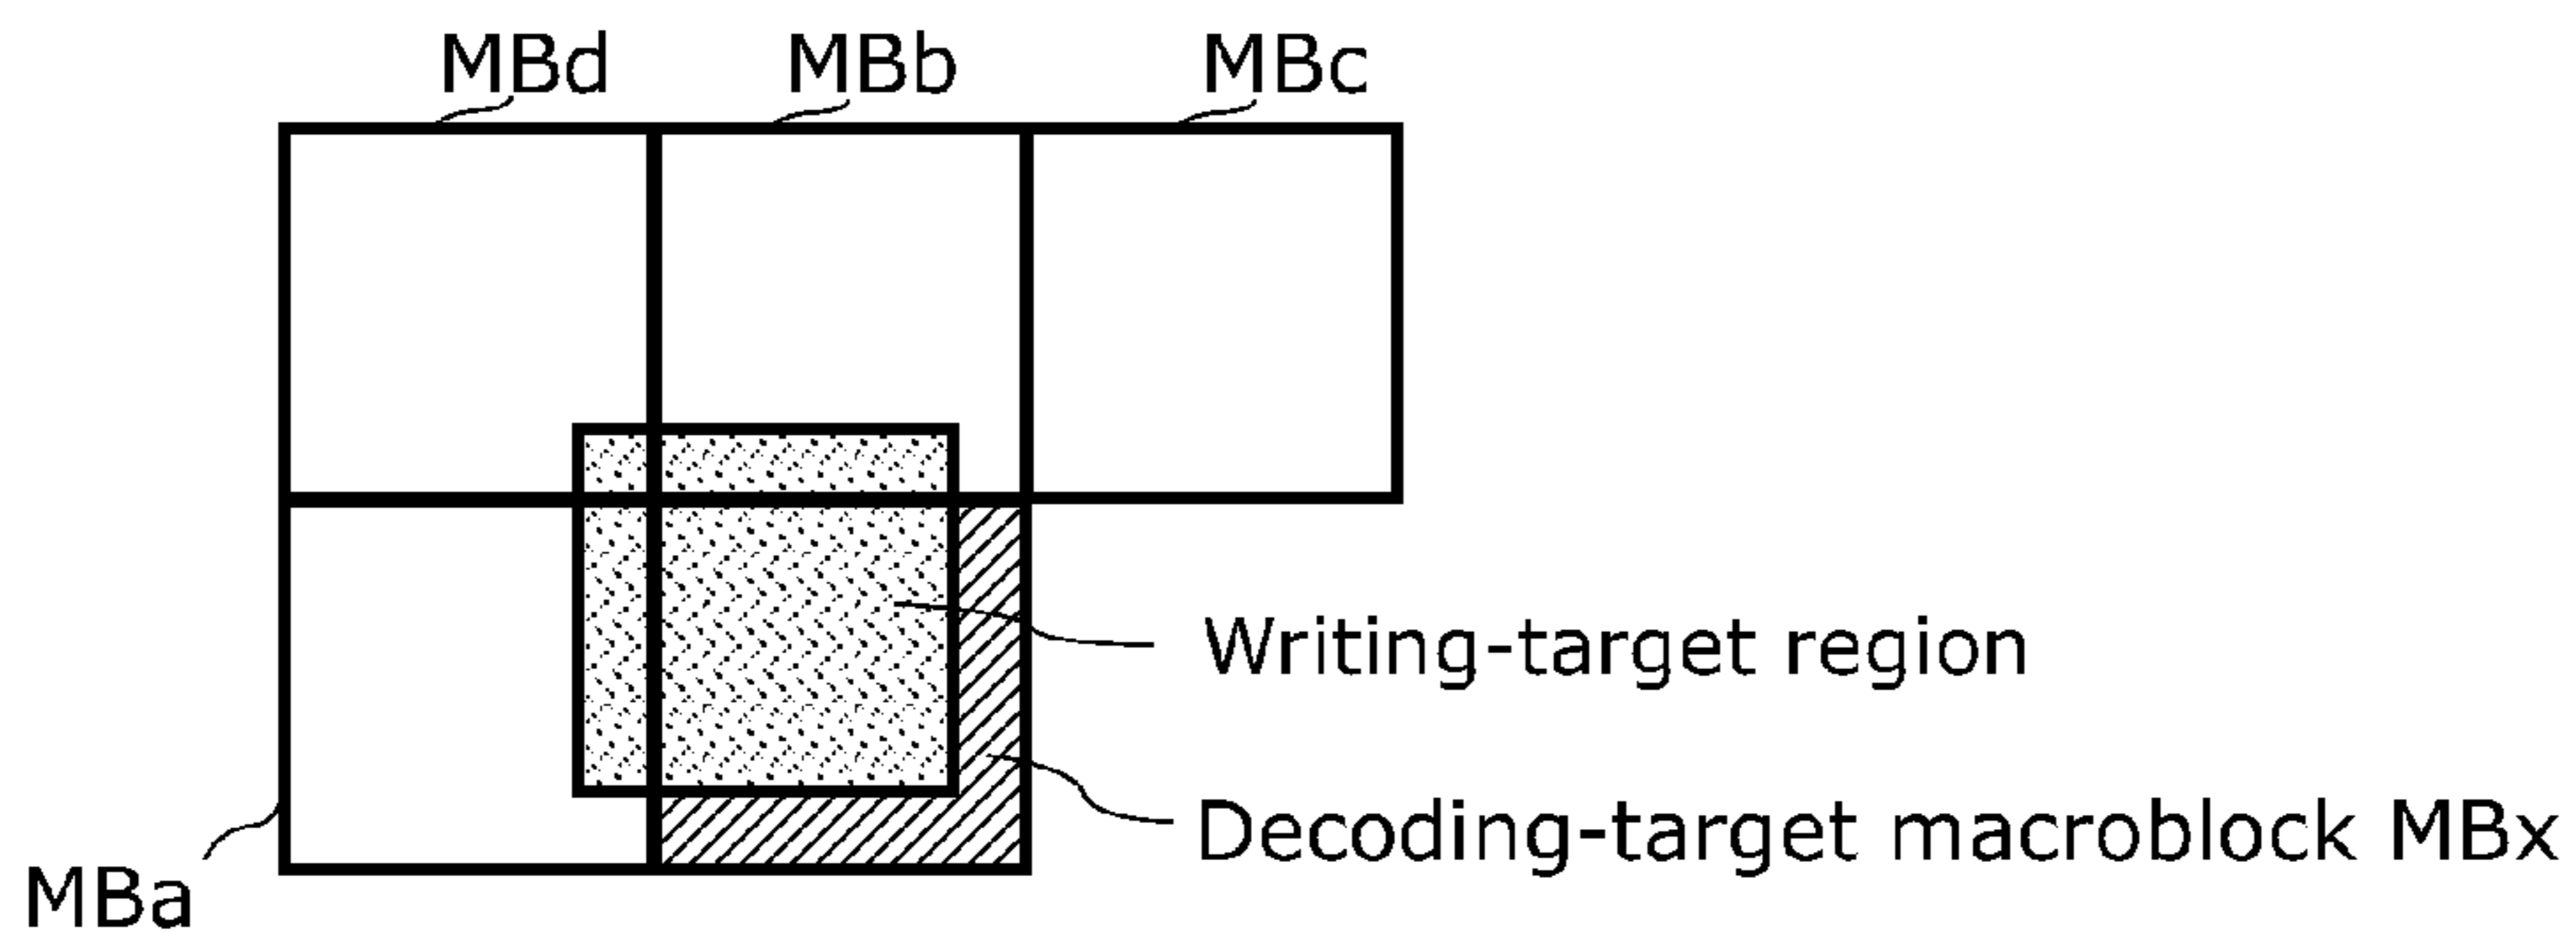 MBd MBb MBc
Writing-target region
Decoding-target macroblock MBx
MBa